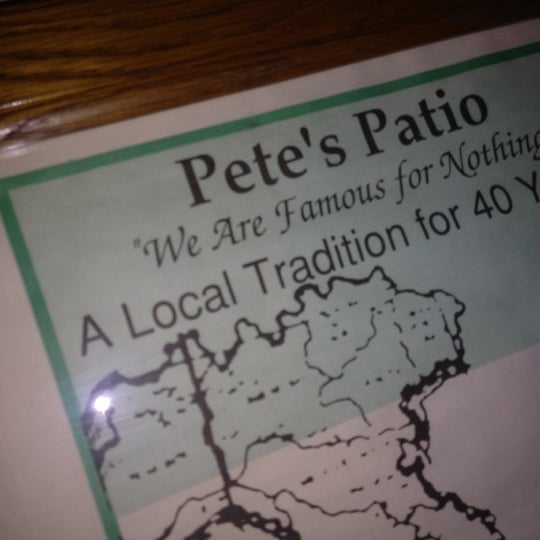 Pete's Patio
"We Are Famous for Nothing
A Local Tradition for 40